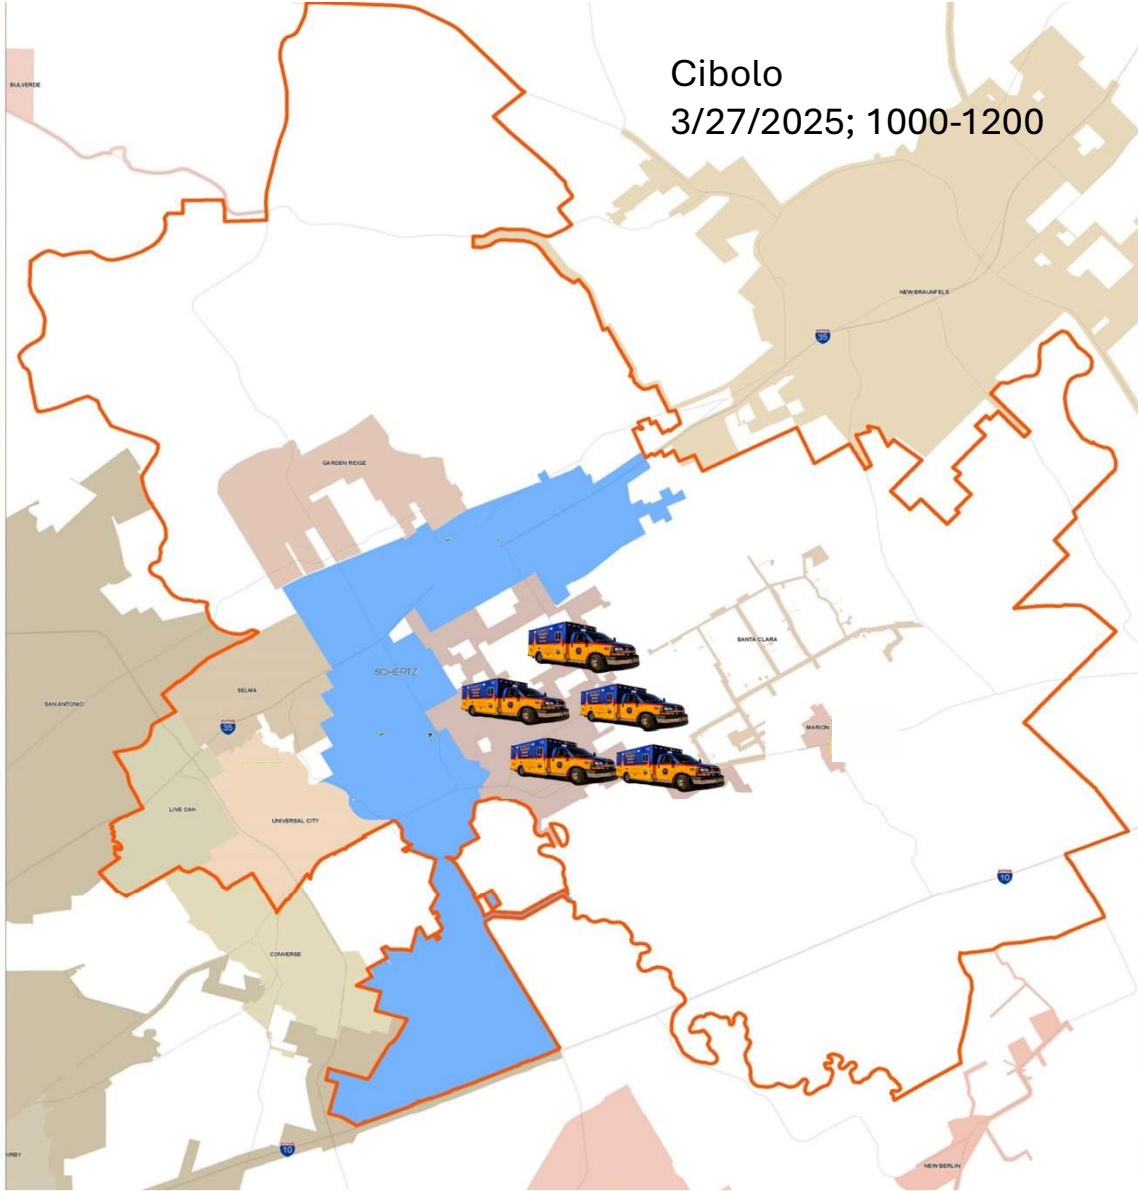 Cibolo
3/27/2025; 1000-1200
BULVERDE
NEW BRAUNFELS
35
GARDEN RIDGE
SANTA CLARA
SCHERTZ
SELMA
SAN ANTONIO
35
MARION
LIVE OAK
UNIVERSAL CITY
10
CONVERSE
10
IRBY
NEW BERLIN